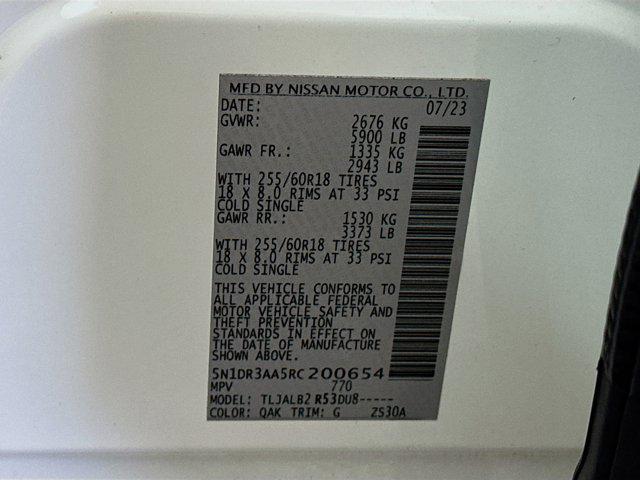 MFD BY NISSAN MOTOR CO., LTD.
DATE: 07/23
GVWR: 2676 KG
5900 LB
GAWR FR.: 1335 KG
2943 LB
WITH 255/60R18 TIRES
18 X 8.0 RIMS AT 33 PSI
COLD SINGLE
GAWR RR.: 1530 KG
3373 LB
WITH 255/60R18 TIRES
18 X 8.0 RIMS AT 33 PSI
COLD SINGLE
THIS VEHICLE CONFORMS TO
ALL APPLICABLE FEDERAL
MOTOR VEHICLE SAFETY AND
THEFT PREVENTION
STANDARDS IN EFFECT ON
THE DATE OF MANUFACTURE
SHOWN ABOVE.
5N1DR3AA5RC200654
MPV 770
MODEL: TLJALB2 R53DU8-----
COLOR: QAK TRIM: G ZS30A